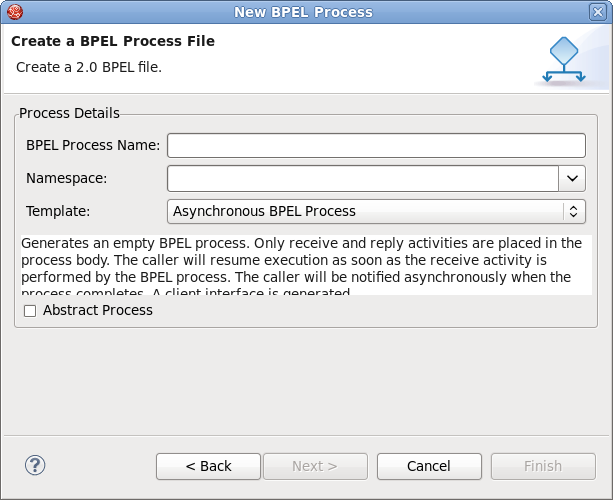 New BPEL Process
Create a BPEL Process File
Create a 2.0 BPEL file.
Process Details
BPEL Process Name:
Namespace:
Template:
Asynchronous BPEL Process
Generates an empty BPEL process. Only receive and reply activities are placed in the
process body. The caller will resume execution as soon as the receive activity is
performed by the BPEL process. The caller will be notified asynchronously when the
process completes. A client interface is generated.
Abstract Process
?
< Back
Next >
Cancel
Finish